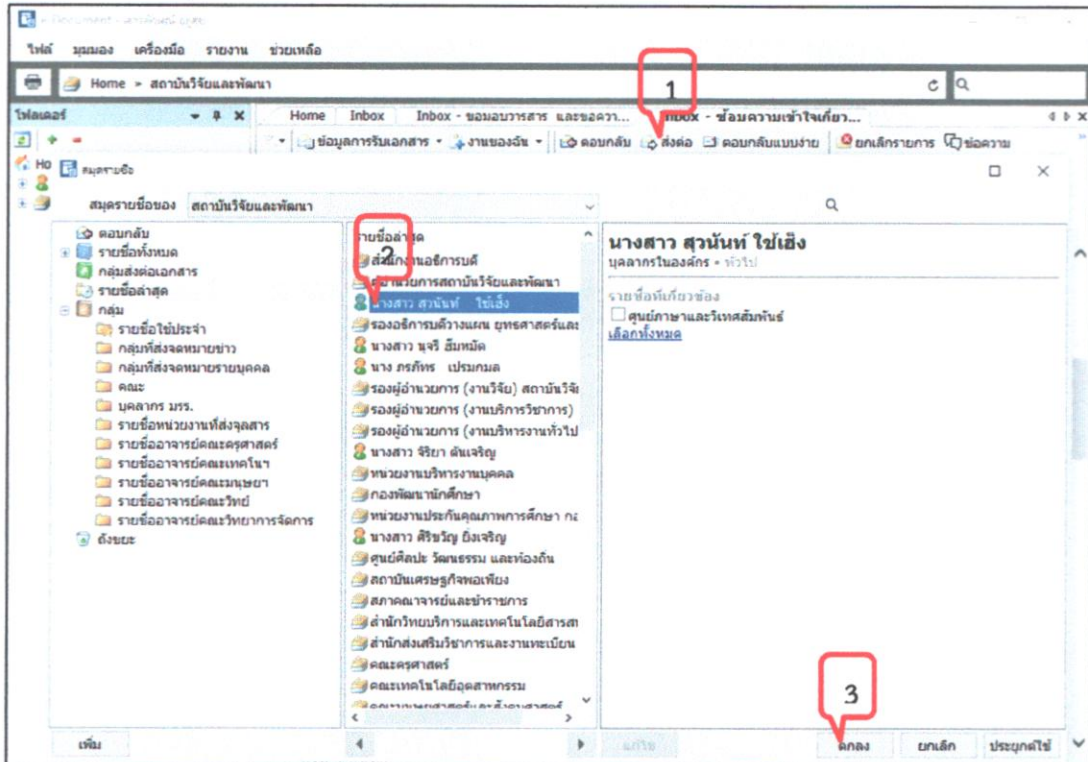 ไฟล์ มุมมอง เครื่องมือ รายงาน ช่วยเหลือ
Home สถาบันวิจัยและพัฒนา
1
โฟลเดอร์
Home Inbox Inbox - ขอมอบวารสาร และขอควา... Inbox - ซ้อมความเข้าใจเกี่ยว...
ข้อมูลการรับเอกสาร งานของฉัน ตอบกลับ ส่งต่อ ตอบกลับแบบง่าย ยกเลิกรายการ ข้อความ
Ho สมุดรายชื่อ
สมุดรายชื่อของ สถาบันวิจัยและพัฒนา
ตอบกลับ
รายชื่อทั้งหมด
กลุ่มส่งต่อเอกสาร
รายชื่อล่าสุด
กลุ่ม
รายชื่อใช้ประจำ
กลุ่มที่ส่งจดหมายข่าว
กลุ่มที่ส่งจดหมายรายบุคคล
คณะ
บุคลากร มรร.
รายชื่อหน่วยงานที่ส่งจุลสาร
รายชื่ออาจารย์คณะครุศาสตร์
รายชื่ออาจารย์คณะเทคโนฯ
รายชื่ออาจารย์คณะมนุษยฯ
รายชื่ออาจารย์คณะวิทย์
รายชื่ออาจารย์คณะวิทยาการจัดการ
ถังขยะ
รายชื่อล่าสุด
2
สำนักงานอธิการบดี
ผู้อำนวยการสถาบันวิจัยและพัฒนา
นางสาว สุวนันท์ ใช้เฮ็ง
รองอธิการบดีวางแผน ยุทธศาสตร์และ
นางสาว นุจรี ฮิ่มหมัด
นาง ภรภัทร เปรมกมล
รองผู้อำนวยการ (งานวิจัย) สถาบันวิจัย
รองผู้อำนวยการ (งานบริการวิชาการ)
รองผู้อำนวยการ (งานบริหารงานทั่วไป
นางสาว จิริยา ตันเจริญ
หน่วยงานบริหารงานบุคคล
กองพัฒนานักศึกษา
หน่วยงานประกันคุณภาพการศึกษา กอ
นางสาว ศิริขวัญ ยิ่งเจริญ
ศูนย์ศิลปะ วัฒนธรรม และท้องถิ่น
สถาบันเศรษฐกิจพอเพียง
สภาคณาจารย์และข้าราชการ
สำนักวิทยบริการและเทคโนโลยีสารสา
สำนักส่งเสริมวิชาการและงานทะเบียน
คณะครุศาสตร์
คณะเทคโนโลยีอุตสาหกรรม
คณะมนุษยศาสตร์และสังคมศาสตร์
นางสาว สุวนันท์ ใช้เฮ็ง
บุคลากรในองค์กร • ทั่วไป
รายชื่อที่เกี่ยวข้อง
ศูนย์ภาษาและวิเทศสัมพันธ์
เลือกทั้งหมด
3
เพิ่ม แก้ไข ตกลง ยกเลิก ประยุกต์ใช้